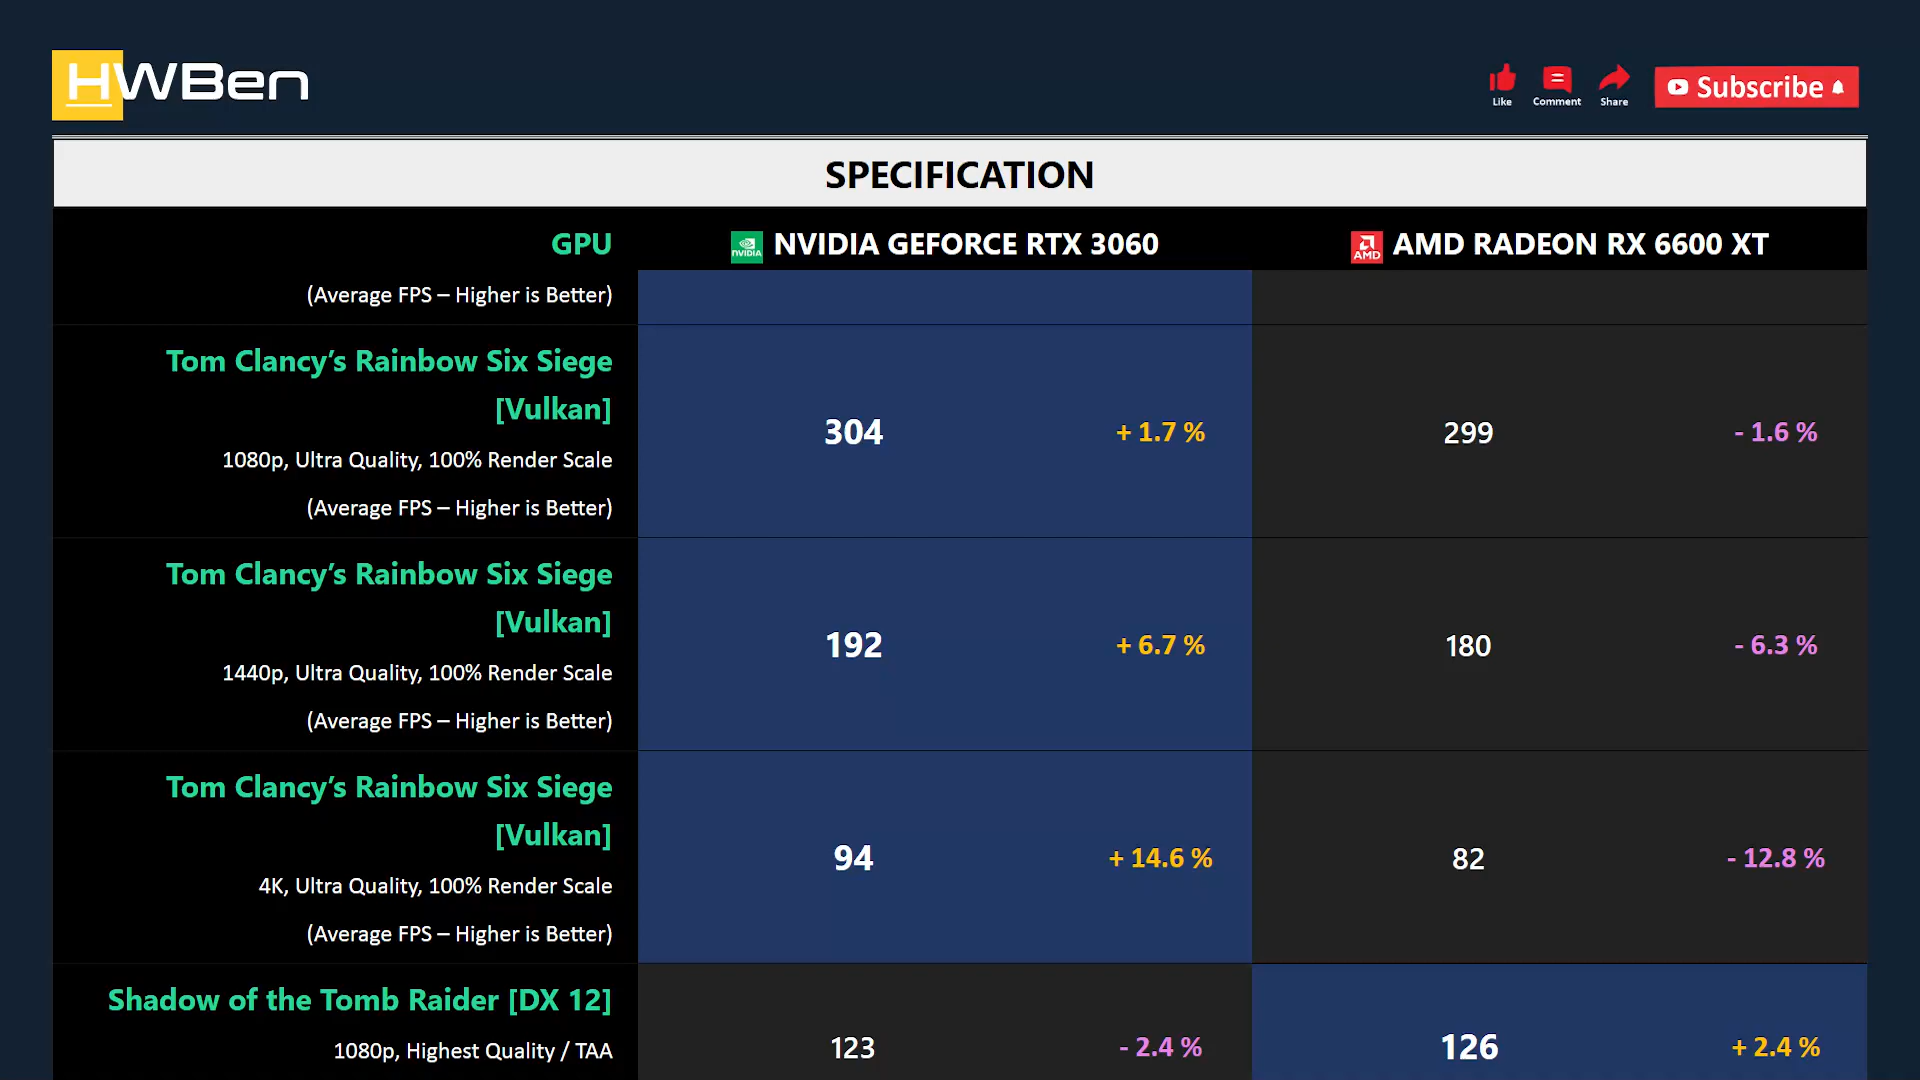 HWBen
Like
Comment
Share
Subscribe
SPECIFICATION
GPU
NVIDIA
NVIDIA GEFORCE RTX 3060
AMD
AMD RADEON RX 6600 XT
(Average FPS – Higher is Better)
Tom Clancy’s Rainbow Six Siege
[Vulkan]
1080p, Ultra Quality, 100% Render Scale
(Average FPS – Higher is Better)
304
+ 1.7 %
299
- 1.6 %
Tom Clancy’s Rainbow Six Siege
[Vulkan]
1440p, Ultra Quality, 100% Render Scale
(Average FPS – Higher is Better)
192
+ 6.7 %
180
- 6.3 %
Tom Clancy’s Rainbow Six Siege
[Vulkan]
4K, Ultra Quality, 100% Render Scale
(Average FPS – Higher is Better)
94
+ 14.6 %
82
- 12.8 %
Shadow of the Tomb Raider [DX 12]
1080p, Highest Quality / TAA
123
- 2.4 %
126
+ 2.4 %